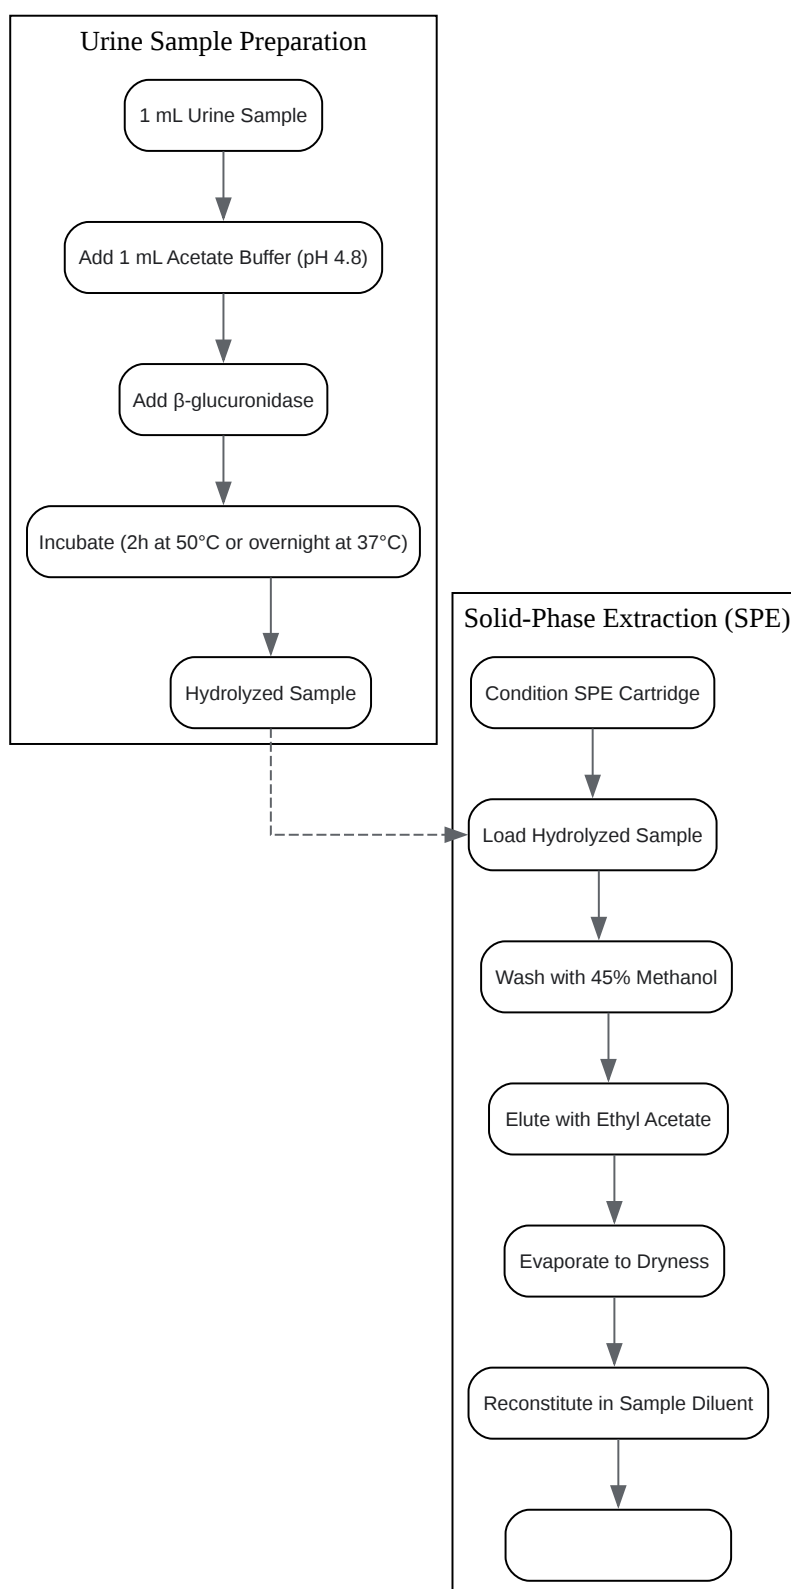 Urine Sample Preparation
1 mL Urine Sample
Add 1 mL Acetate Buffer (pH 4.8)
Add β-glucuronidase
Incubate (2h at 50°C or overnight at 37°C)
Hydrolyzed Sample
Solid-Phase Extraction (SPE)
Condition SPE Cartridge
Load Hydrolyzed Sample
Wash with 45% Methanol
Elute with Ethyl Acetate
Evaporate to Dryness
Reconstitute in Sample Diluent